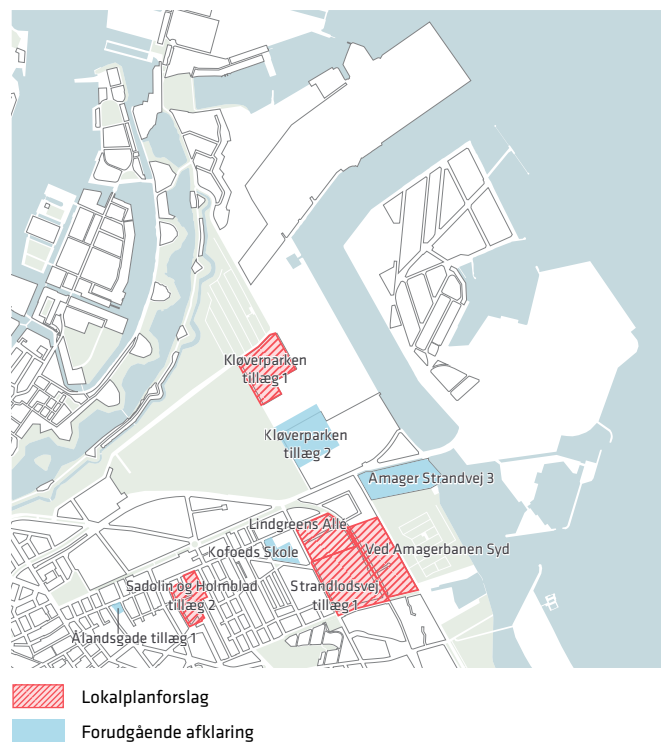 Kløverparken
tillæg 1
Kløverparken
tillæg 2
Amager Strandvej 3
Lindgreens Allé
Ved Amagerbanen Syd
Kofoeds Skole
Sadolin og Holmblad
tillæg 2
Strandlodsvej
tillæg 1
Ålandsgade tillæg 1
Lokalplanforslag
Forudgående afklaring